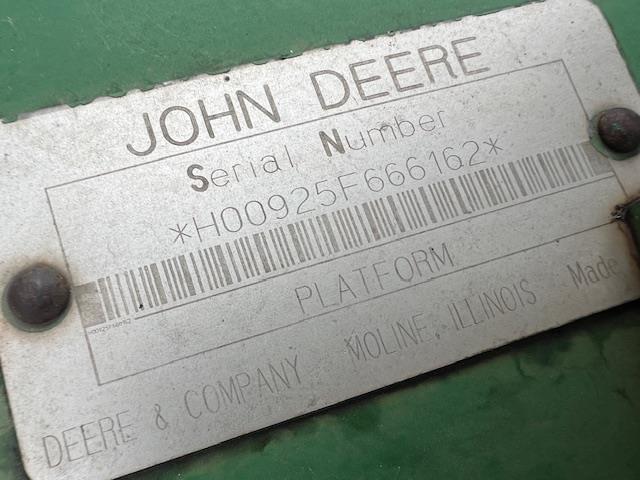 JOHN DEERE
Serial Number
*H00925F666162*
PLATFORM
DEERE & COMPANY MOLINE, ILLINOIS Made